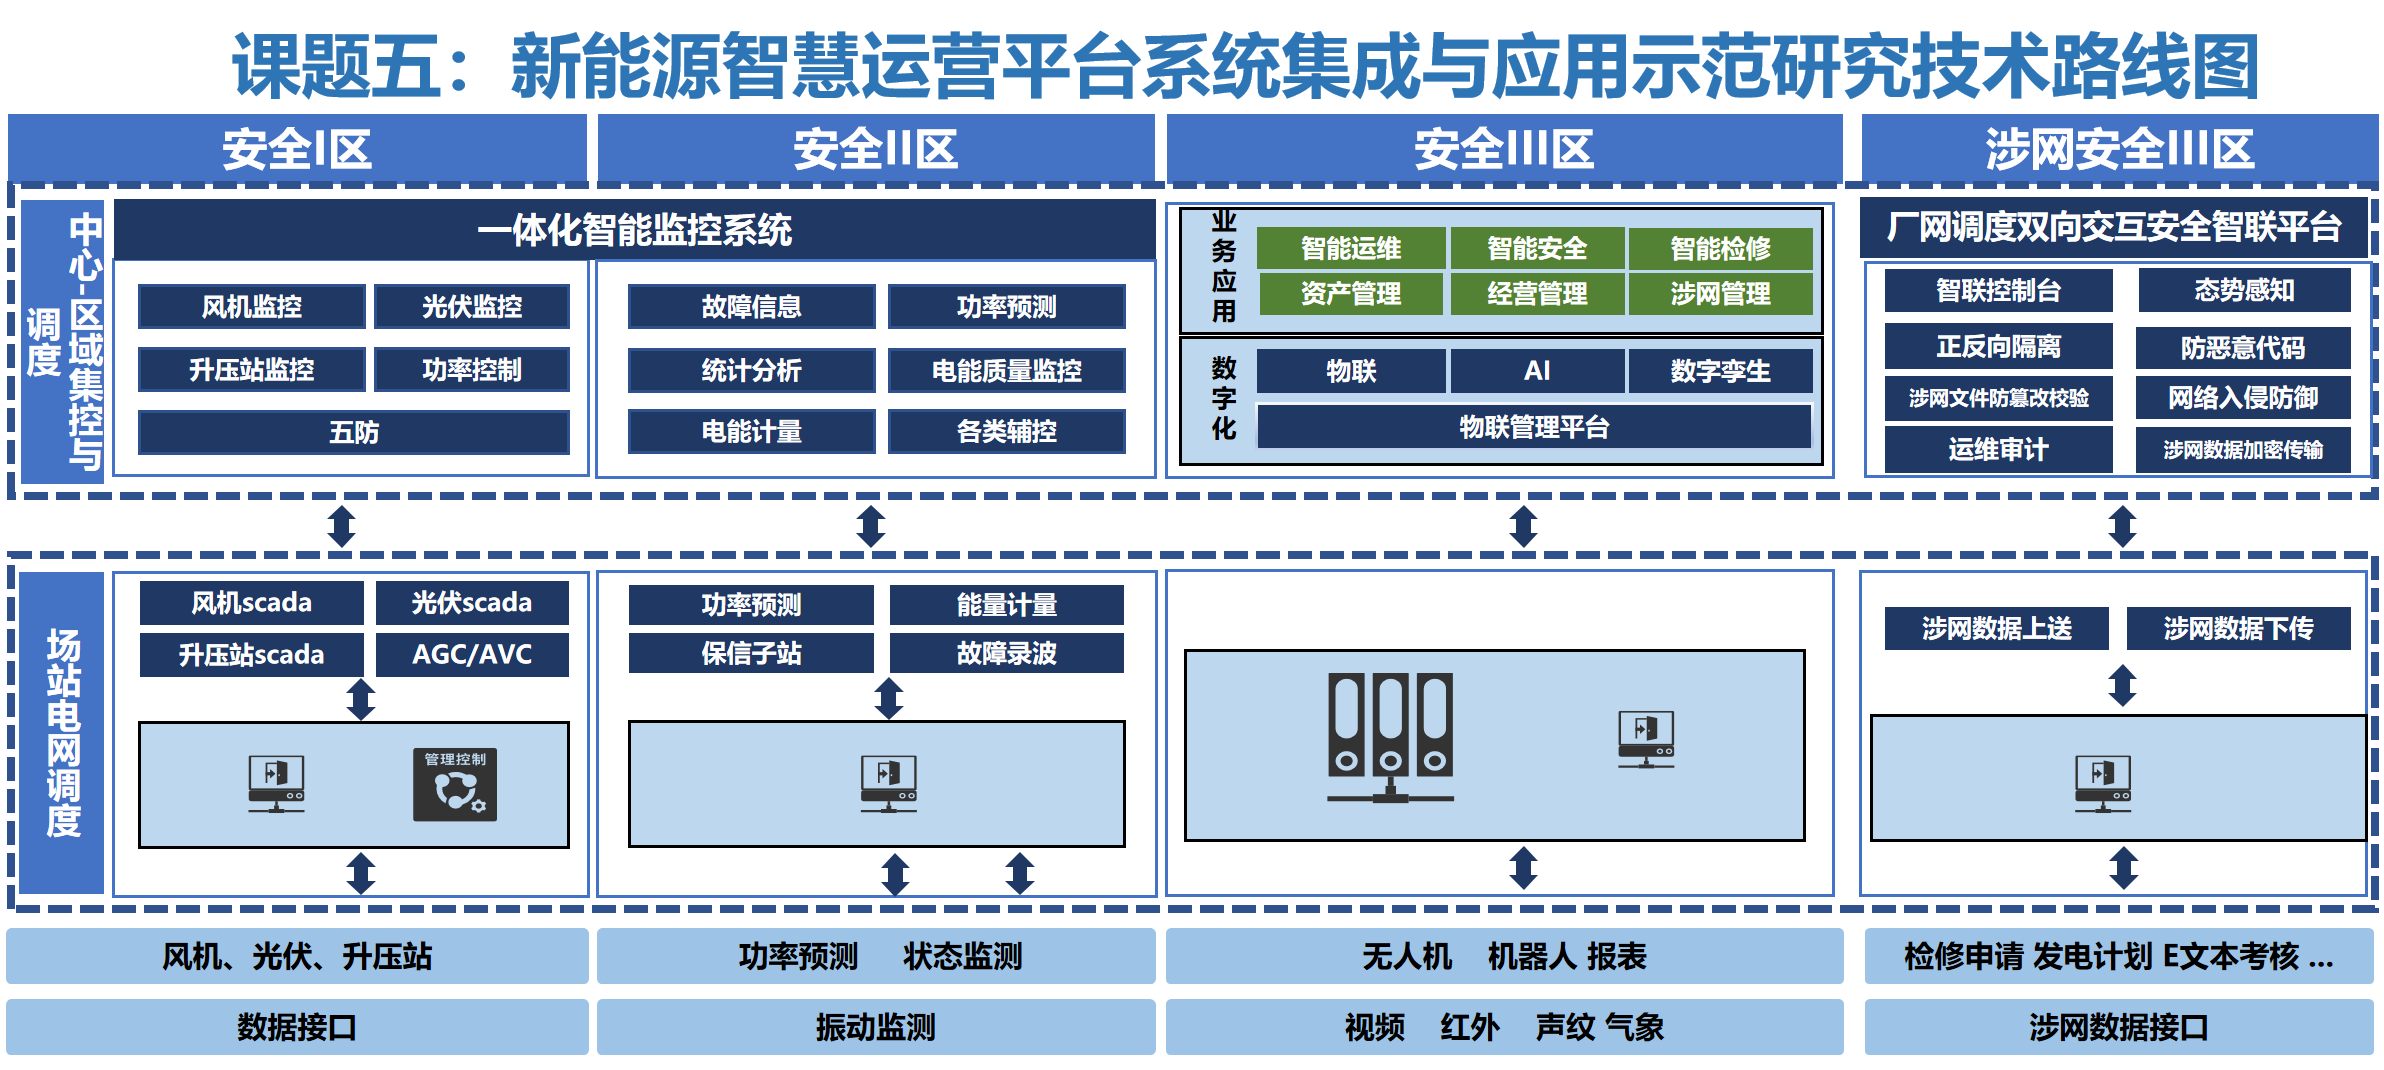 课题五：新能源智慧运营平台系统集成与应用示范研究技术路线图
安全I区
安全II区
安全III区
涉网安全III区
中心-区域集控与
调度
一体化智能监控系统
风机监控
光伏监控
升压站监控
功率控制
五防
故障信息
功率预测
统计分析
电能质量监控
电能计量
各类辅控
业务应用
智能运维
智能安全
智能检修
资产管理
经营管理
涉网管理
数字化
物联
AI
数字孪生
物联管理平台
厂网调度双向交互安全智联平台
智联控制台
态势感知
正反向隔离
防恶意代码
涉网文件防篡改校验
网络入侵防御
运维审计
涉网数据加密传输
场站电网调度
风机scada
光伏scada
升压站scada
AGC/AVC
管理控制
功率预测
能量计量
保信子站
故障录波
涉网数据上送
涉网数据下传
风机、光伏、升压站
功率预测 状态监测
无人机 机器人 报表
检修申请 发电计划 E文本考核 ...
数据接口
振动监测
视频 红外 声纹 气象
涉网数据接口